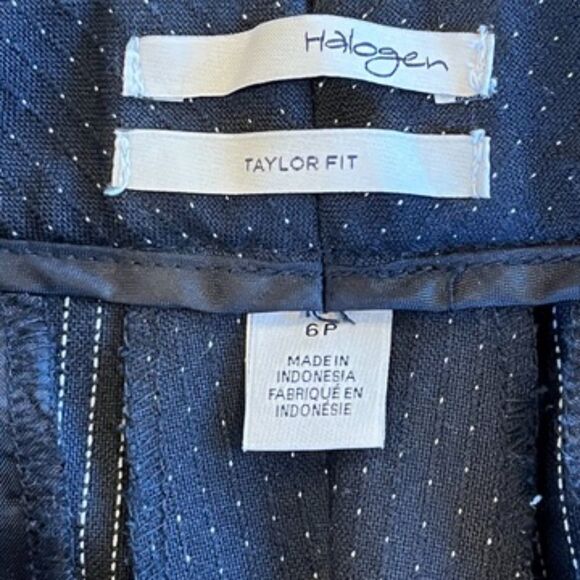 Halogen
TAYLOR FIT
6P
MADE IN
INDONESIA
FABRIQUÉ EN
INDONÉSIE